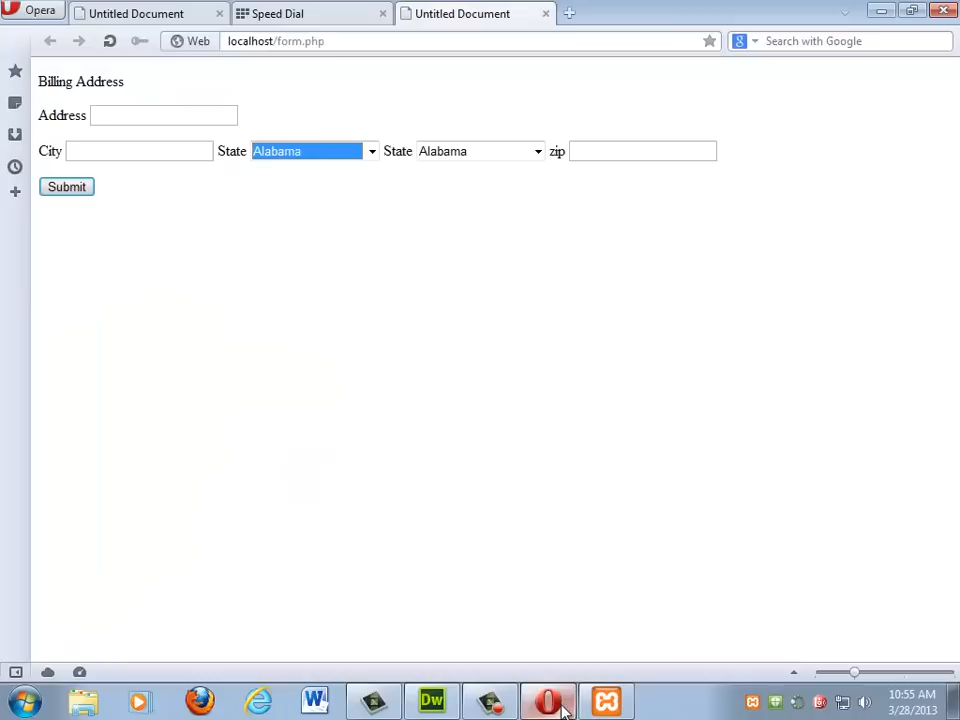 Opera
Untitled Document
Speed Dial
Untitled Document
Web
localhost/form.php
Search with Google
Billing Address
Address
City State Alabama State Alabama zip
Submit
Dw
10:55 AM
3/28/2013